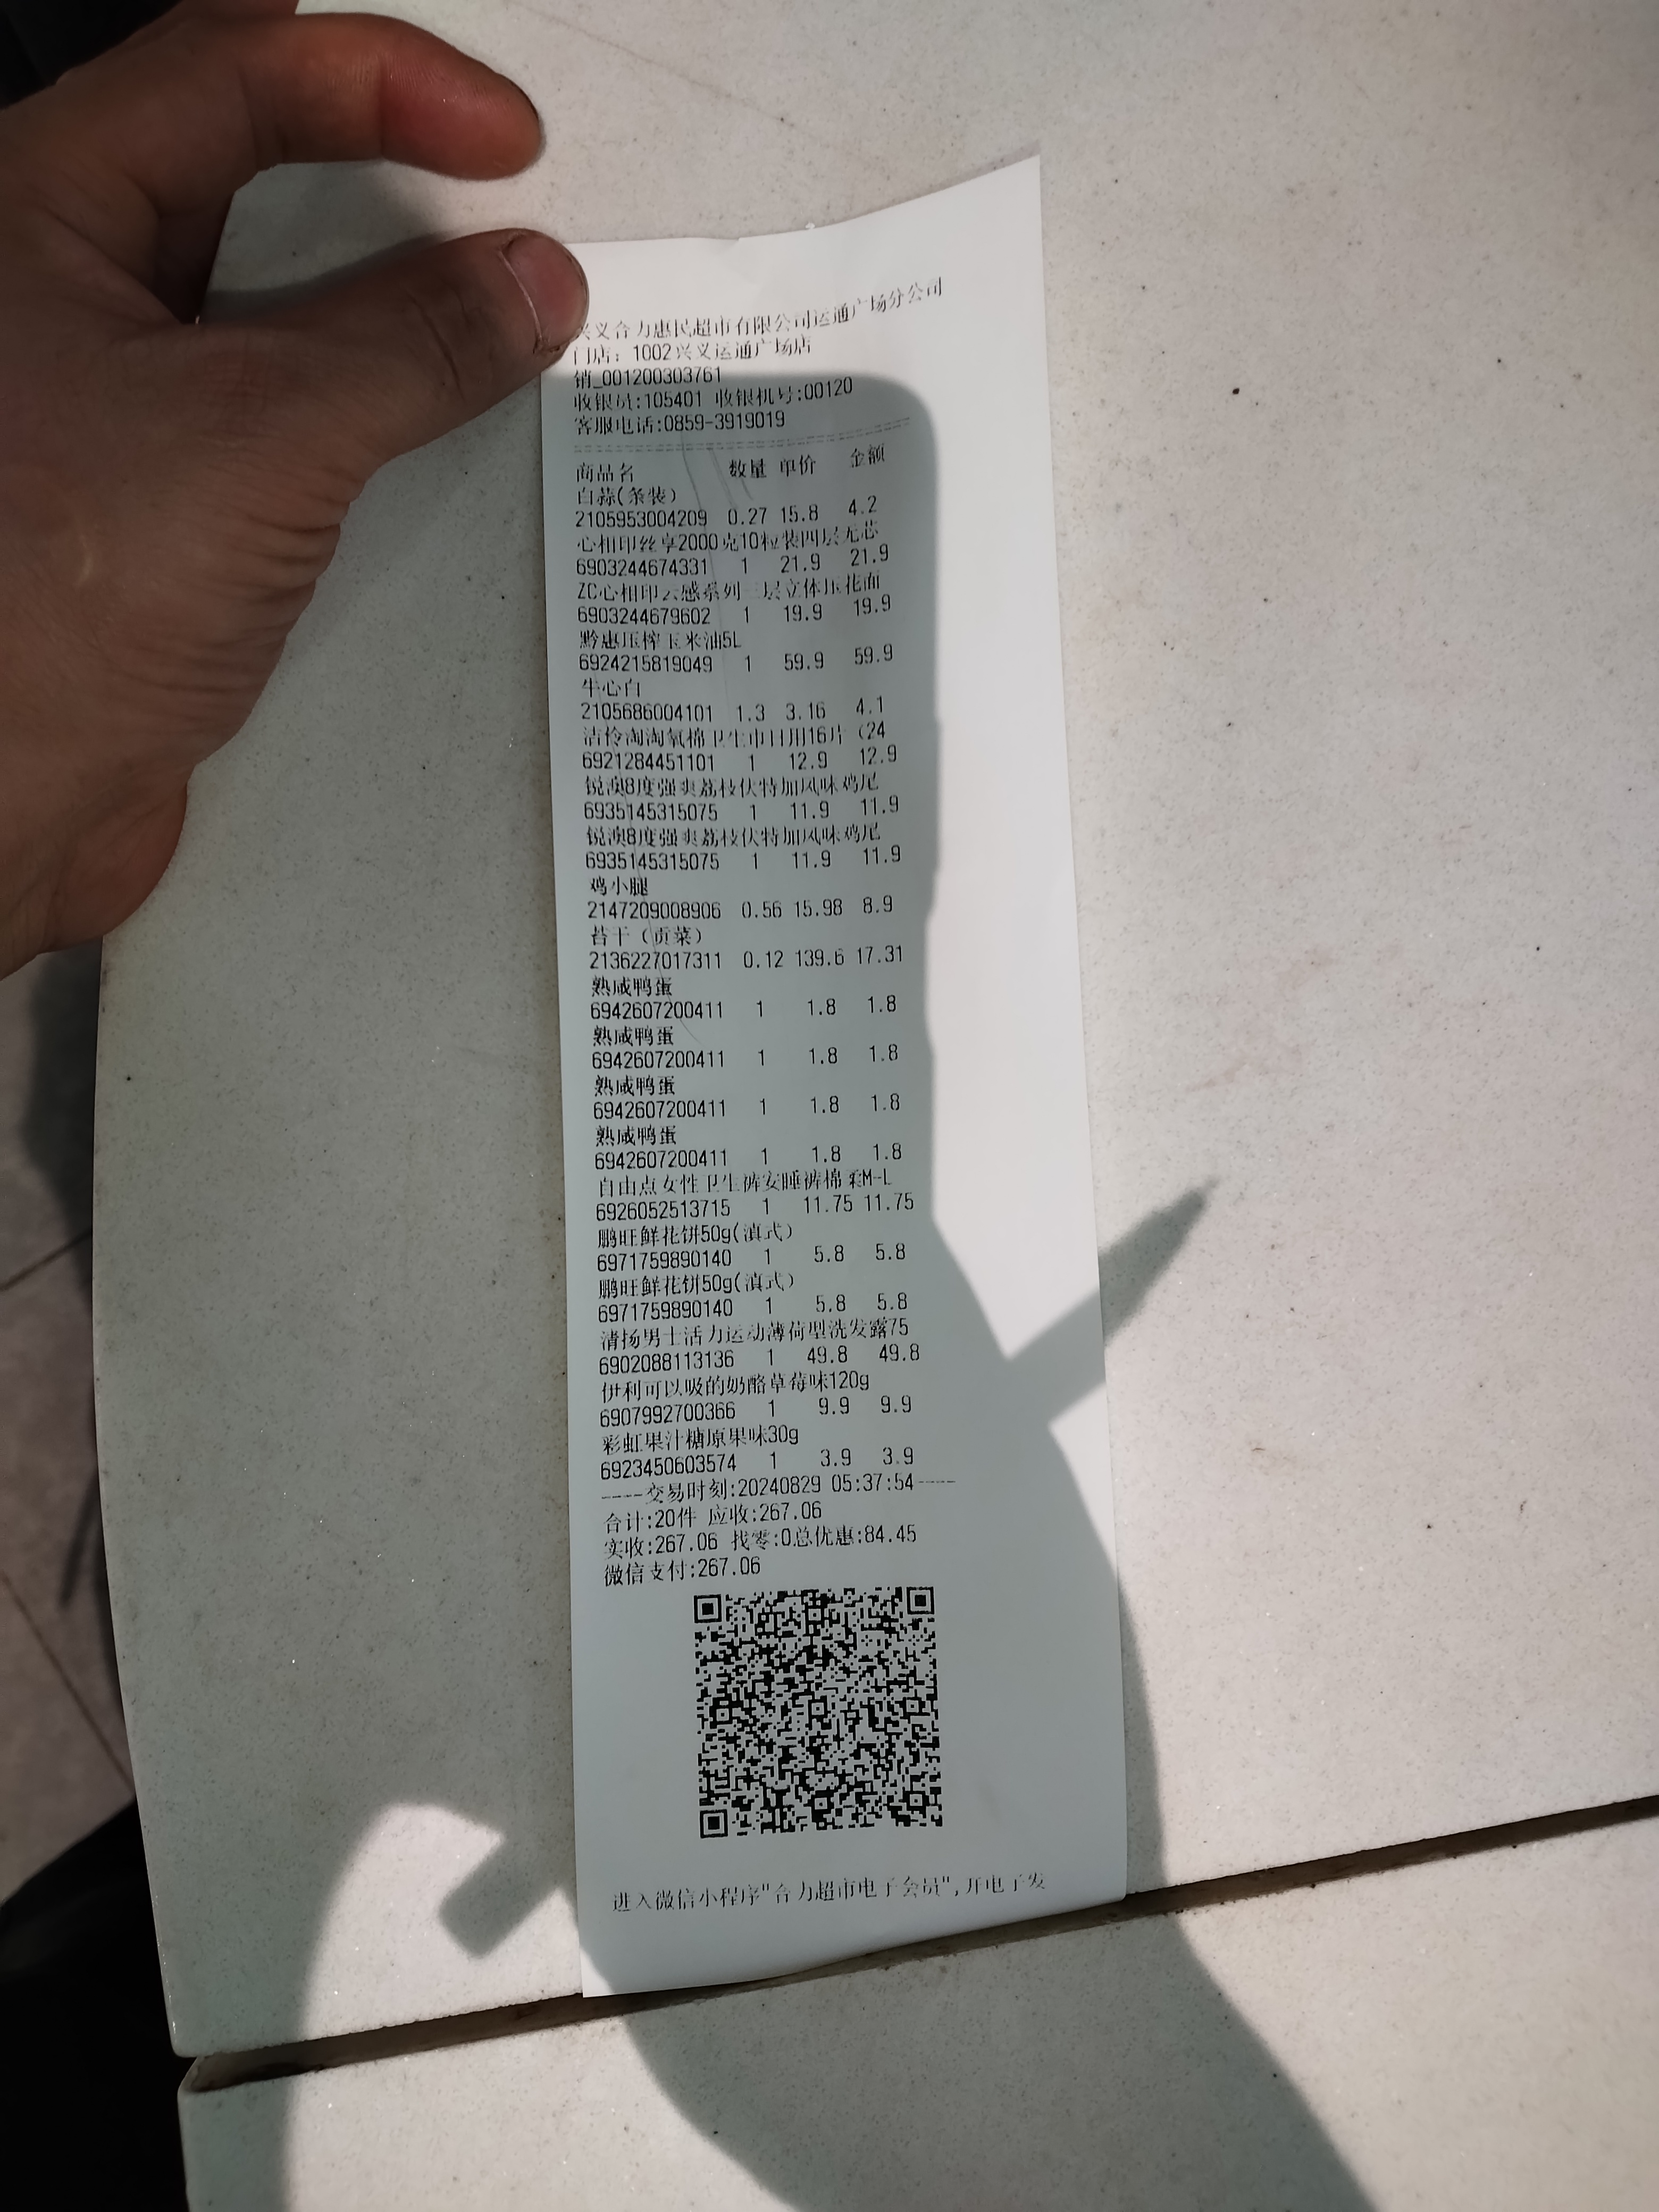 兴义合力惠民超市有限公司运通广场分公司
门店：1002兴义运通广场店
销_001200303761
收银员:105401 收银机号:00120
客服电话:0859-3919019
商品名 数量 单价 金额
白蒜(条装)
2105953004209 0.27 15.8 4.2
心相印丝享2000克10粒装四层无芯
6903244674331 1 21.9 21.9
ZC心相印云感系列三层立体压花面
6903244679602 1 19.9 19.9
黔惠压榨玉米油5L
6924215819049 1 59.9 59.9
牛心白
2105686004101 1.3 3.16 4.1
洁伶淘淘氧棉卫生巾日用16片（24
6921284451101 1 12.9 12.9
锐澳8度强爽荔枝伏特加风味鸡尾
6935145315075 1 11.9 11.9
锐澳8度强爽荔枝伏特加风味鸡尾
6935145315075 1 11.9 11.9
鸡小腿
2147209008906 0.56 15.98 8.9
苔干（贡菜）
2136227017311 0.12 139.6 17.31
熟咸鸭蛋
6942607200411 1 1.8 1.8
熟咸鸭蛋
6942607200411 1 1.8 1.8
熟咸鸭蛋
6942607200411 1 1.8 1.8
熟咸鸭蛋
6942607200411 1 1.8 1.8
自由点女性卫生裤安睡裤棉柔M-L
6926052513715 1 11.75 11.75
鹏旺鲜花饼50g(滇式）
6971759890140 1 5.8 5.8
鹏旺鲜花饼50g(滇式）
6971759890140 1 5.8 5.8
清扬男士活力运动薄荷型洗发露75
6902088113136 1 49.8 49.8
伊利可以吸的奶酪草莓味120g
6907992700366 1 9.9 9.9
彩虹果汁糖原果味30g
6923450603574 1 3.9 3.9
----交易时刻:20240829 05:37:54----
合计:20件 应收:267.06
实收:267.06 找零:0总优惠:84.45
微信支付:267.06
进入微信小程序"合力超市电子会员",开电子发